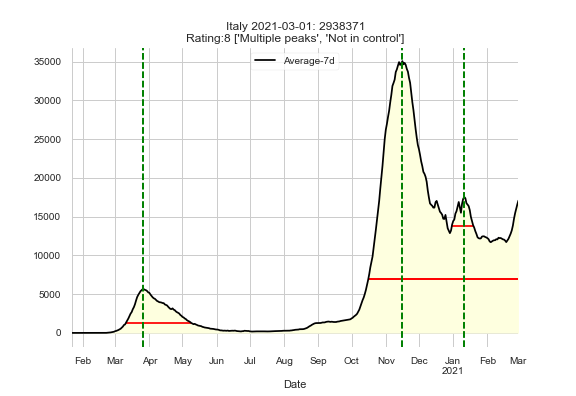 Italy 2021-03-01: 2938371
Rating:8 ['Multiple peaks', 'Not in control']
Average-7d
35000
30000
25000
20000
15000
10000
5000
0
Feb Mar Apr May Jun Jul Aug Sep Oct Nov Dec Jan Feb Mar
2021
Date